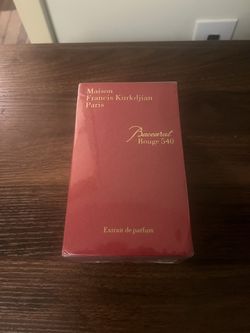 Maison
Francis Kurkdjian
Paris
Baccarat
Rouge 540
Extrait de parfum